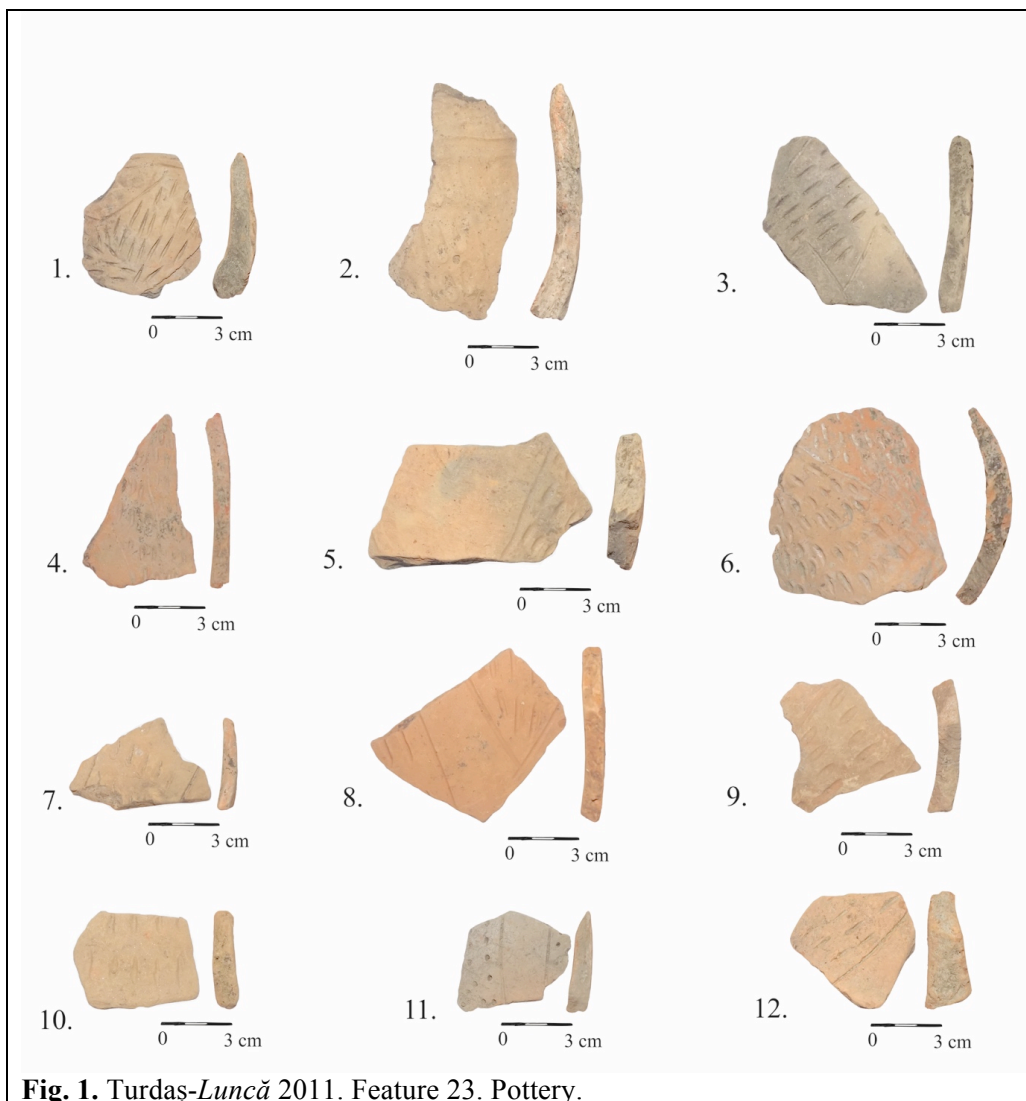 1.
0 3 cm
2.
0 3 cm
3.
0 3 cm
4.
0 3 cm
5.
0 3 cm
6.
0 3 cm
7.
0 3 cm
8.
0 3 cm
9.
0 3 cm
10.
0 3 cm
11.
0 3 cm
12.
0 3 cm
Fig. 1. Turdaș-Luncă 2011. Feature 23. Pottery.